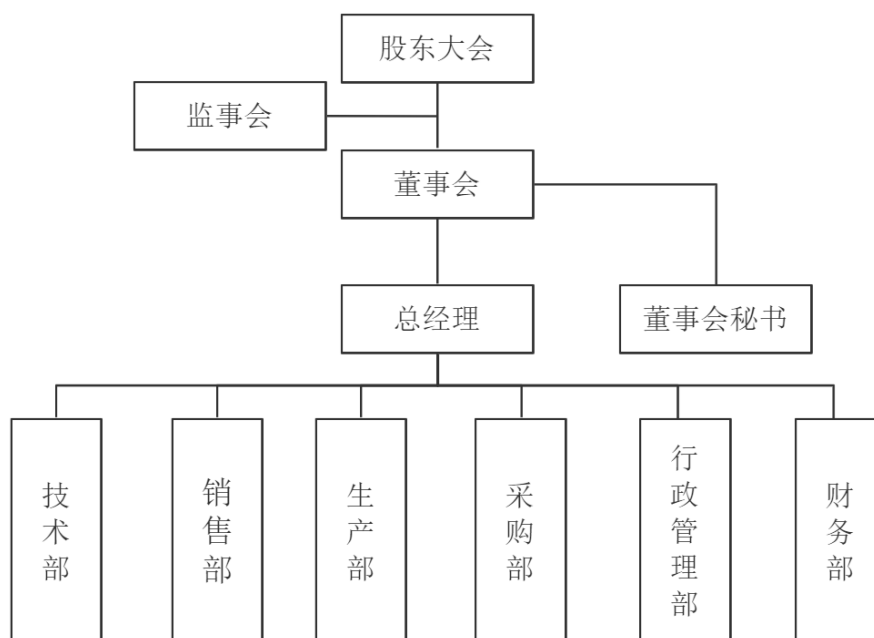 股东大会
监事会
董事会
总经理
董事会秘书
技术部
销售部
生产部
采购部
行政管理部
财务部